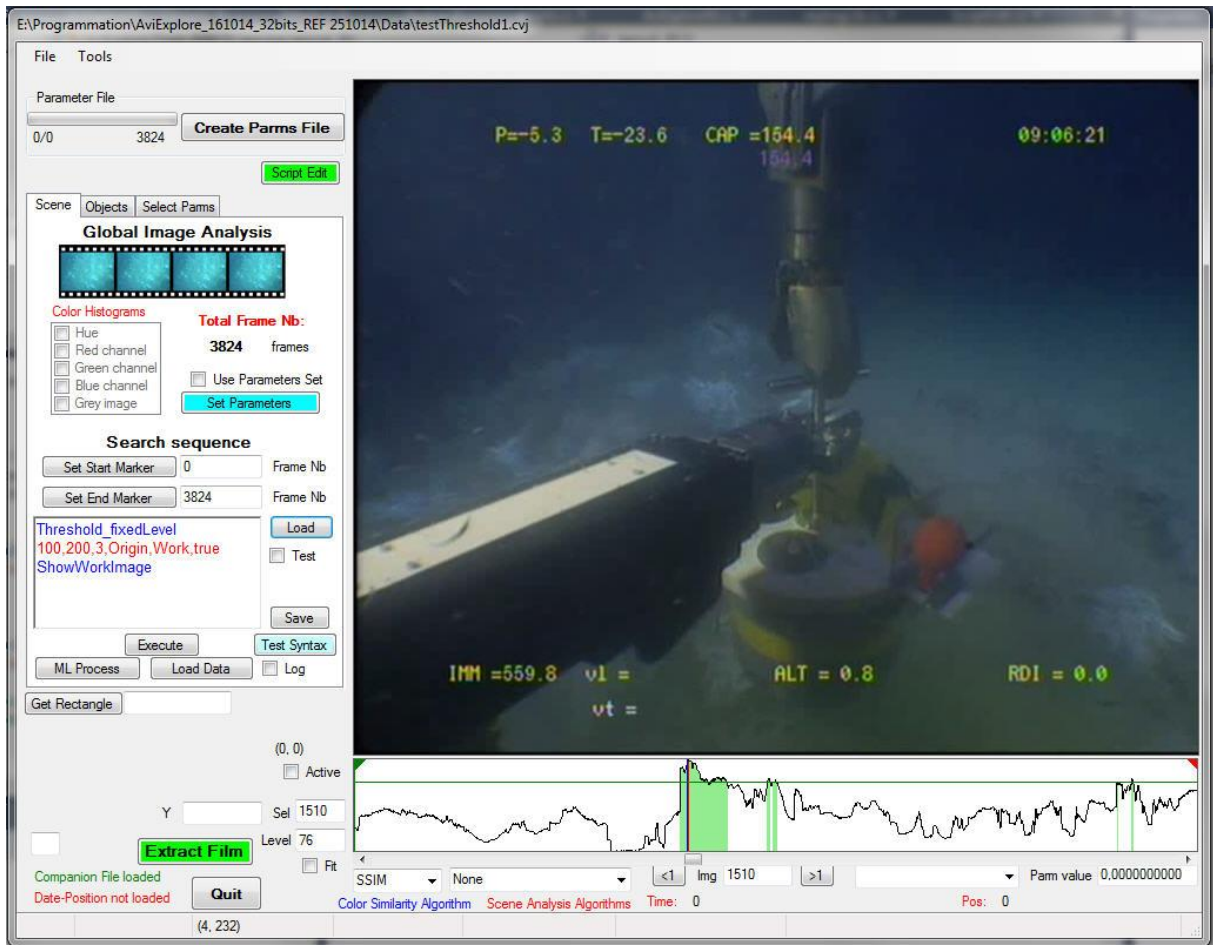 E:\Programmation\AviExplore_161014_32bits_REF 251014\Data\testThreshold1.cvj
File Tools
Parameter File
0/0 3824 Create Parms File
Script Edit
Scene Objects Select Parms
Global Image Analysis
Color Histograms
Hue
Red channel
Green channel
Blue channel
Grey image
Total Frame Nb:
3824 frames
Use Parameters Set
Set Parameters
Search sequence
Set Start Marker 0 Frame Nb
Set End Marker 3824 Frame Nb
Threshold_fixedLevel
100,200,3,Origin,Work,true
ShowWorkImage
Load
Test
Save
Execute Test Syntax
ML Process Load Data Log
Get Rectangle
(0, 0)
Active
Y Sel 1510
Level 76
Extract Film
Fit
Companion File loaded
Date-Position not loaded
Quit
(4, 232)
P=-5.3 T=-23.6 CAP =154.4 09:06:21
154.4
IMM =559.8 vl = ALT = 0.8 RDI = 0.0
vt =
SSIM None <1 Img 1510 >1 Parm value 0,0000000000
Color Similarity Algorithm Scene Analysis Algorithms Time: 0 Pos: 0